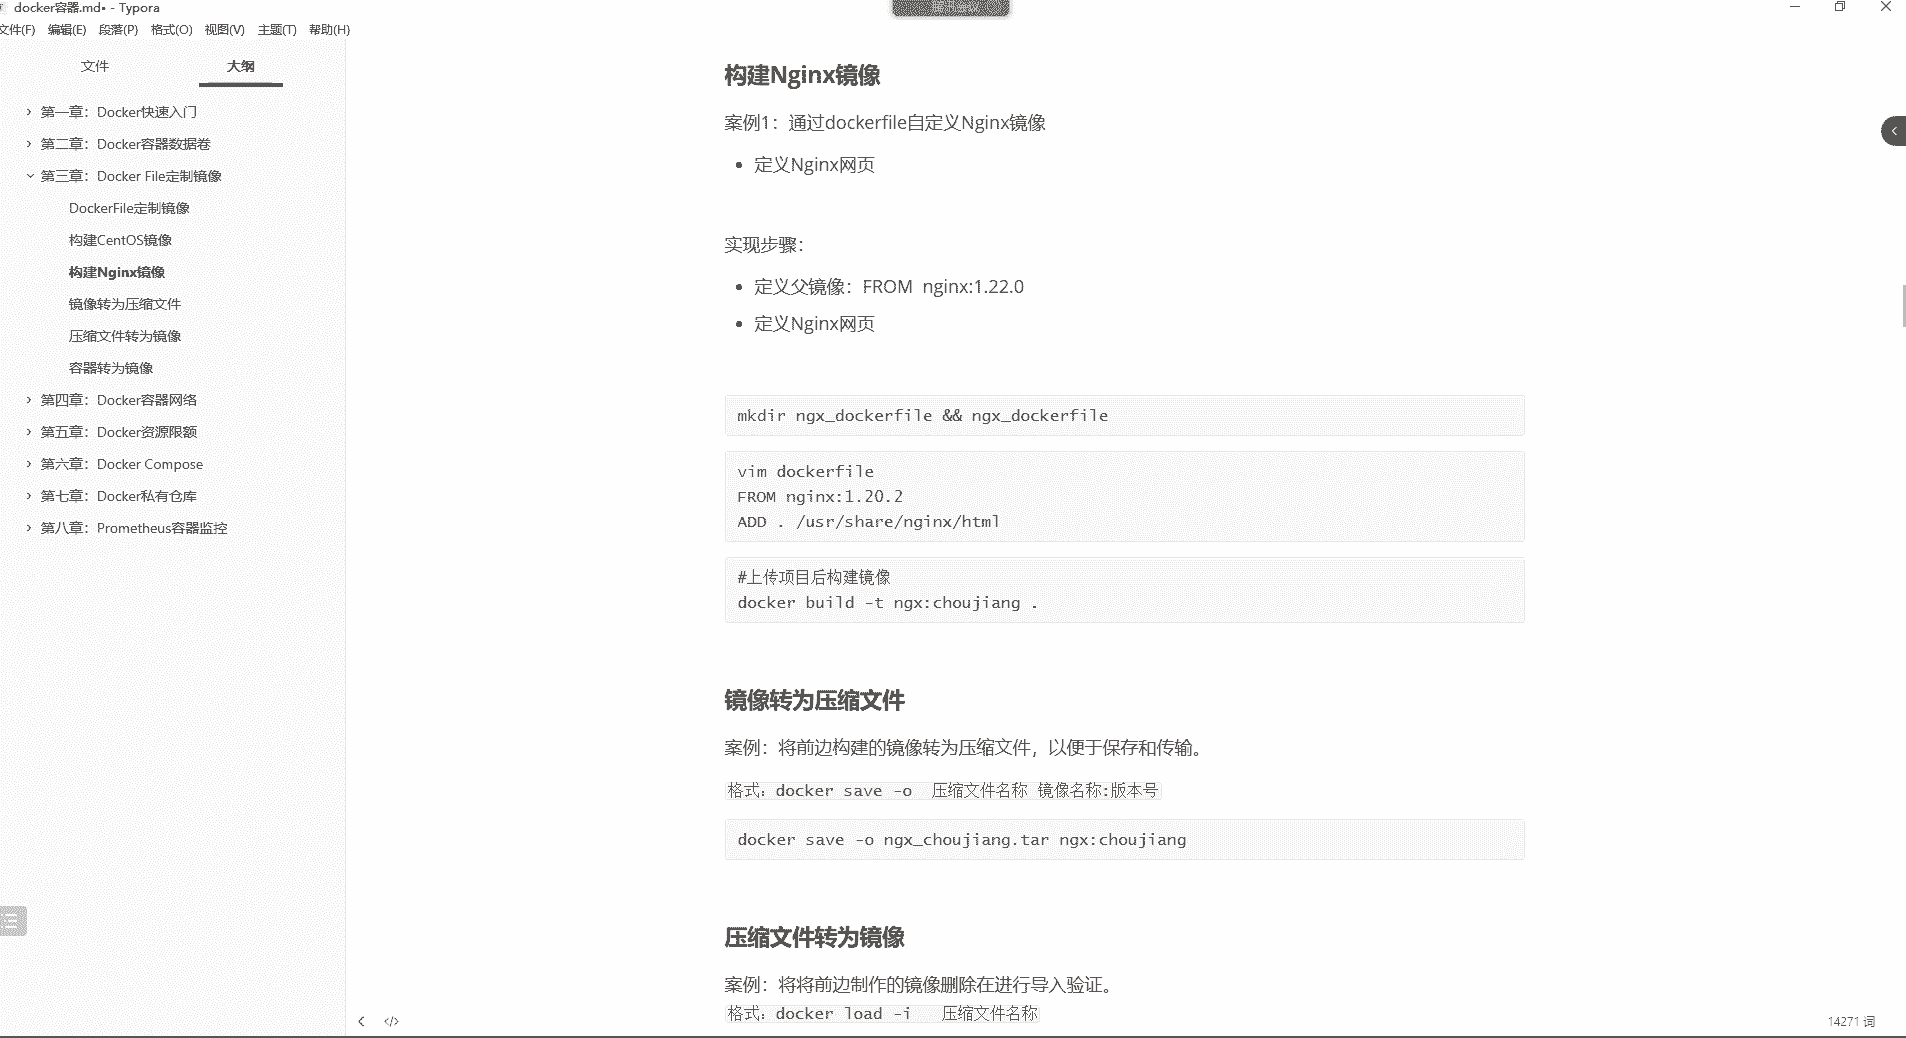 docker容器.md• - Typora
文件(F) 编辑(E) 段落(P) 格式(O) 视图(V) 主题(T) 帮助(H)
文件 大纲
第一章：Docker快速入门
第二章：Docker容器数据卷
第三章：Docker File定制镜像
DockerFile定制镜像
构建CentOS镜像
构建Nginx镜像
镜像转为压缩文件
压缩文件转为镜像
容器转为镜像
第四章：Docker容器网络
第五章：Docker资源限额
第六章：Docker Compose
第七章：Docker私有仓库
第八章：Prometheus容器监控
构建Nginx镜像
案例1：通过dockerfile自定义Nginx镜像
• 定义Nginx网页
实现步骤：
• 定义父镜像：FROM nginx:1.22.0
• 定义Nginx网页
mkdir ngx_dockerfile && ngx_dockerfile
vim dockerfile
FROM nginx:1.20.2
ADD . /usr/share/nginx/html
#上传项目后构建镜像
docker build -t ngx:choujiang .
镜像转为压缩文件
案例：将前边构建的镜像转为压缩文件，以便于保存和传输。
格式：docker save -o 压缩文件名称 镜像名称:版本号
docker save -o ngx_choujiang.tar ngx:choujiang
压缩文件转为镜像
案例：将将前边制作的镜像删除在进行导入验证。
格式：docker load -i 压缩文件名称
14271 词